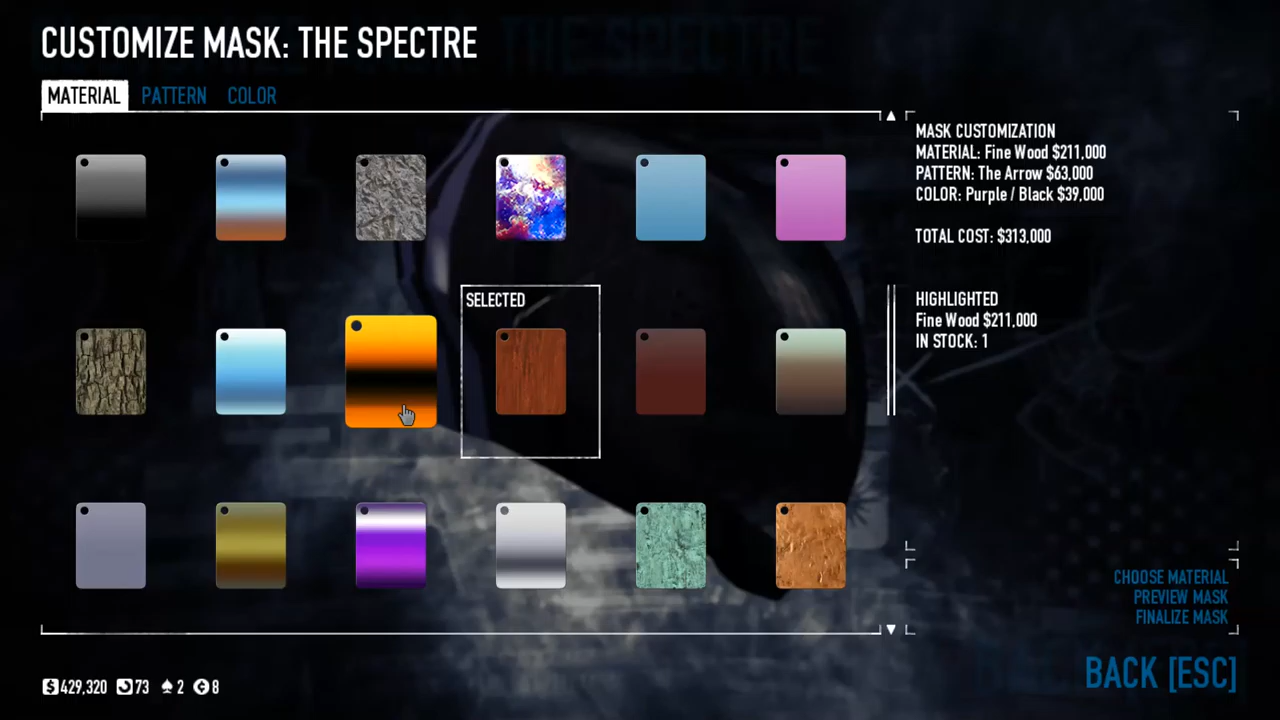 CUSTOMIZE MASK: THE SPECTRE
MATERIAL PATTERN COLOR
MASK CUSTOMIZATION
MATERIAL: Fine Wood $211,000
PATTERN: The Arrow $63,000
COLOR: Purple / Black $39,000
TOTAL COST: $313,000
SELECTED
HIGHLIGHTED
Fine Wood $211,000
IN STOCK: 1
CHOOSE MATERIAL
PREVIEW MASK
FINALIZE MASK
BACK [ESC]
$429,320 73 2 8